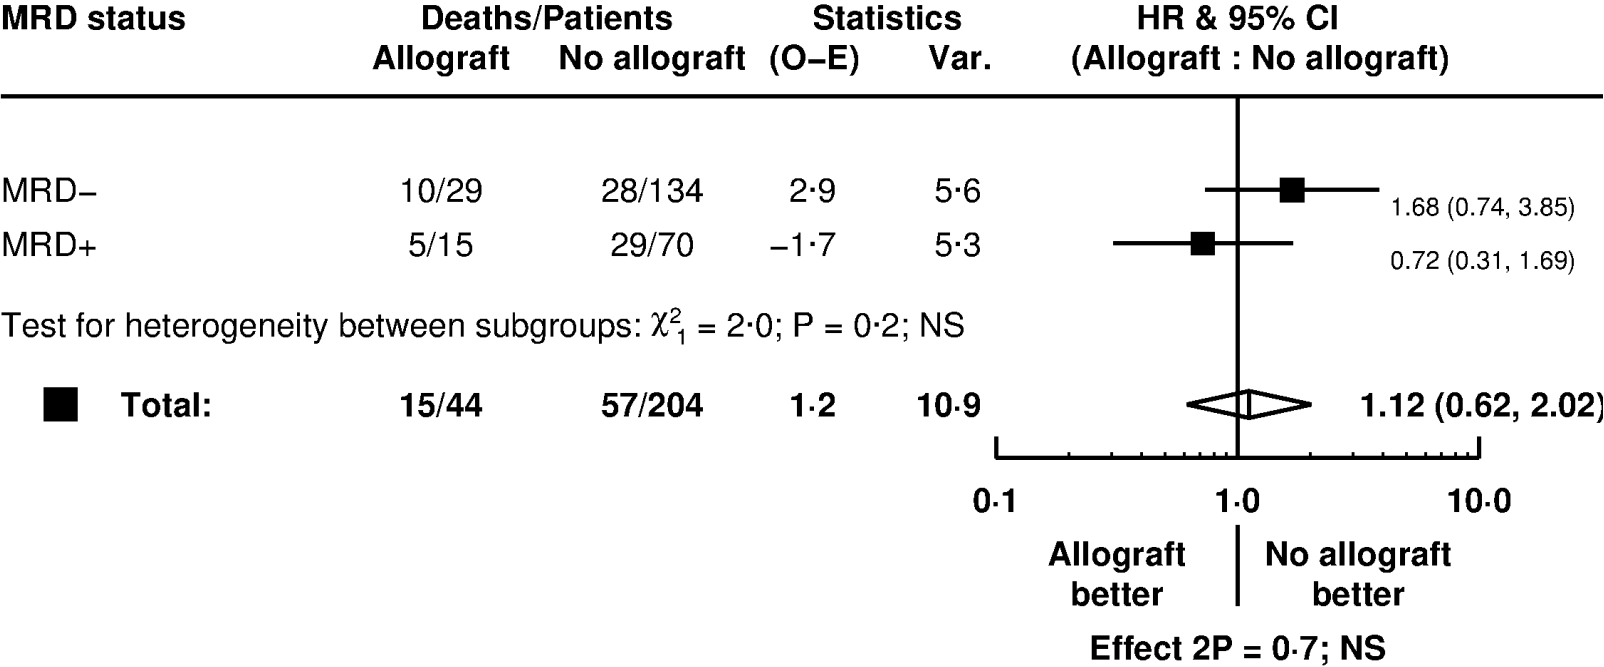 MRD status Deaths/Patients Statistics HR & 95% CI
Allograft No allograft (O−E) Var. (Allograft : No allograft)
MRD− 10/29 28/134 2·9 5·6 1.68 (0.74, 3.85)
MRD+ 5/15 29/70 −1·7 5·3 0.72 (0.31, 1.69)
Test for heterogeneity between subgroups: χ²₁ = 2·0; P = 0·2; NS
Total: 15/44 57/204 1·2 10·9 1.12 (0.62, 2.02)
0·1 1·0 10·0
Allograft No allograft
better better
Effect 2P = 0·7; NS